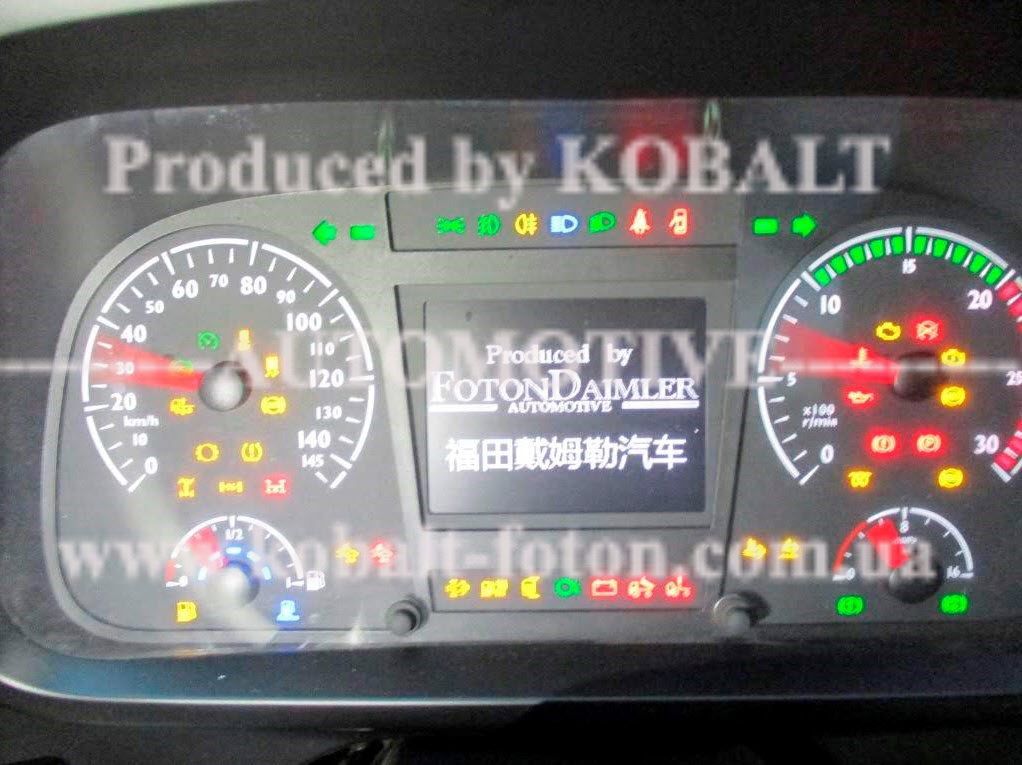 Produced by KOBALT
AUTOMOTIVE
www.kobalt-foton.com.ua
Produced by
FOTONDAIMLER
AUTOMOTIVE
福田戴姆勒汽车
0
10
20
30
40
50
60
70
80
90
100
110
120
130
140
145
km/h
0
5
10
15
20
25
30
x100
r/min
0
1/2
1
0
8
16